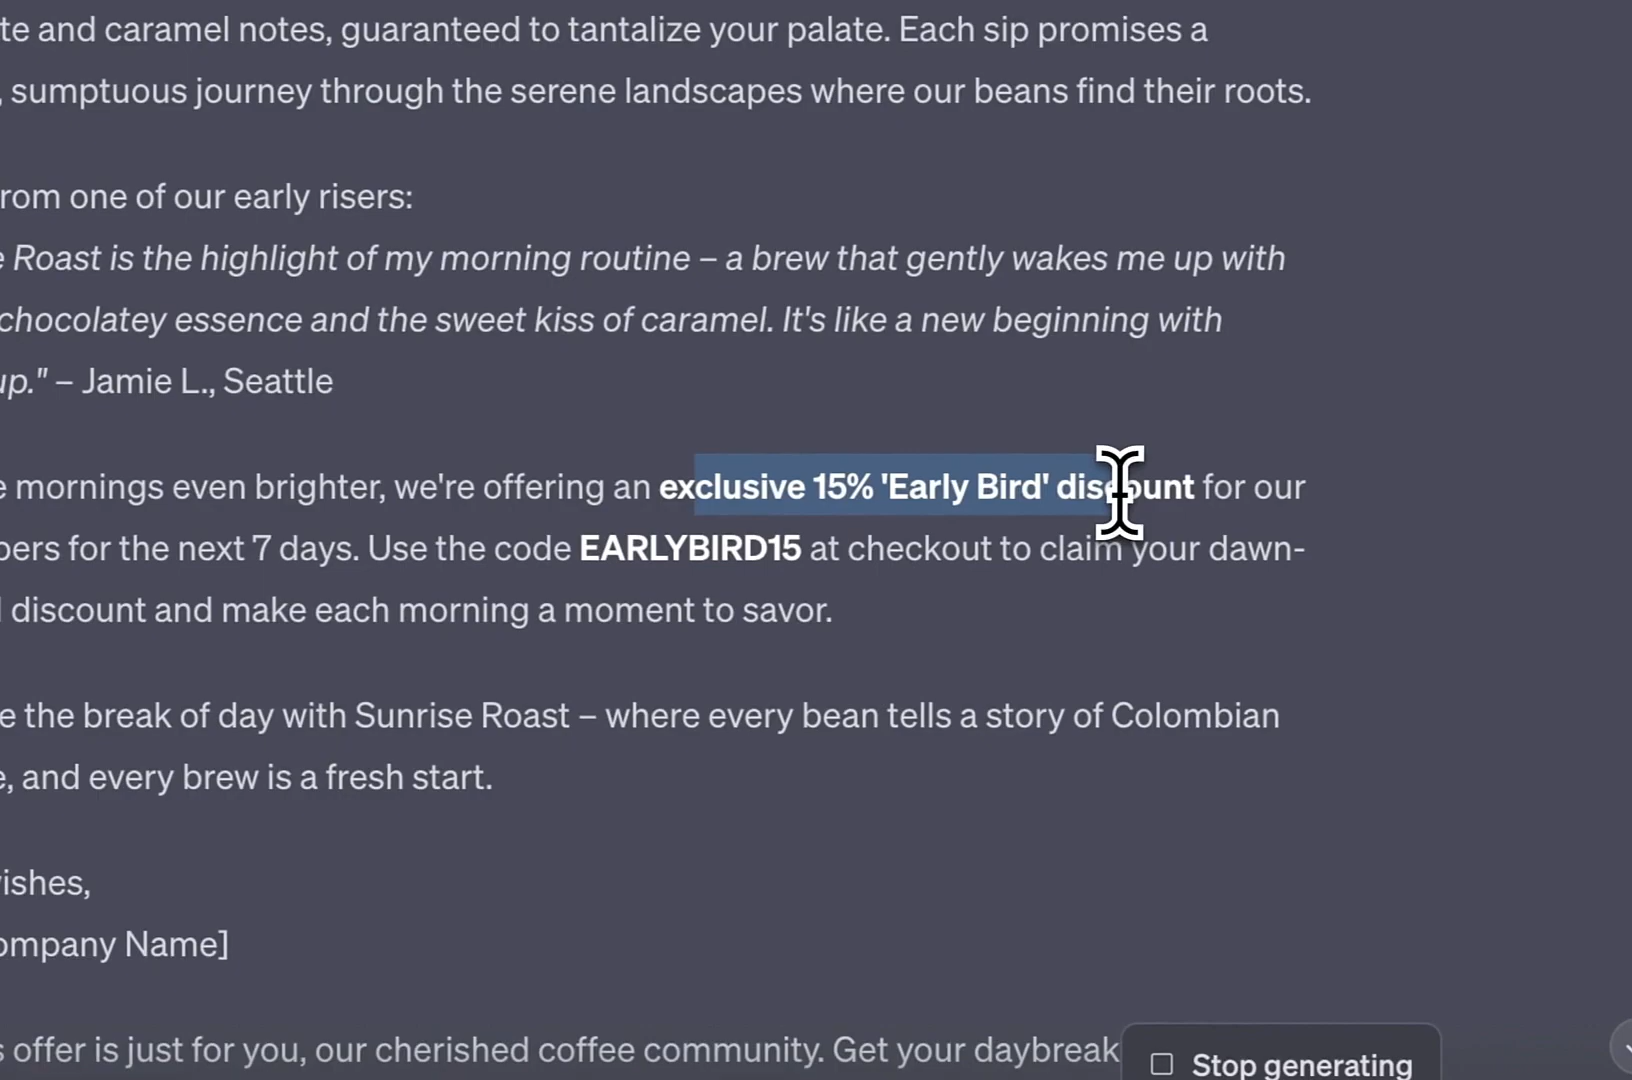 te and caramel notes, guaranteed to tantalize your palate. Each sip promises a
, sumptuous journey through the serene landscapes where our beans find their roots.
rom one of our early risers:
e Roast is the highlight of my morning routine – a brew that gently wakes me up with
chocolatey essence and the sweet kiss of caramel. It's like a new beginning with
up." – Jamie L., Seattle
e mornings even brighter, we're offering an exclusive 15% 'Early Bird' discount for our
bers for the next 7 days. Use the code EARLYBIRD15 at checkout to claim your dawn-
discount and make each morning a moment to savor.
e the break of day with Sunrise Roast – where every bean tells a story of Colombian
e, and every brew is a fresh start.
ishes,
ompany Name]
s offer is just for you, our cherished coffee community. Get your daybreak
Stop generating